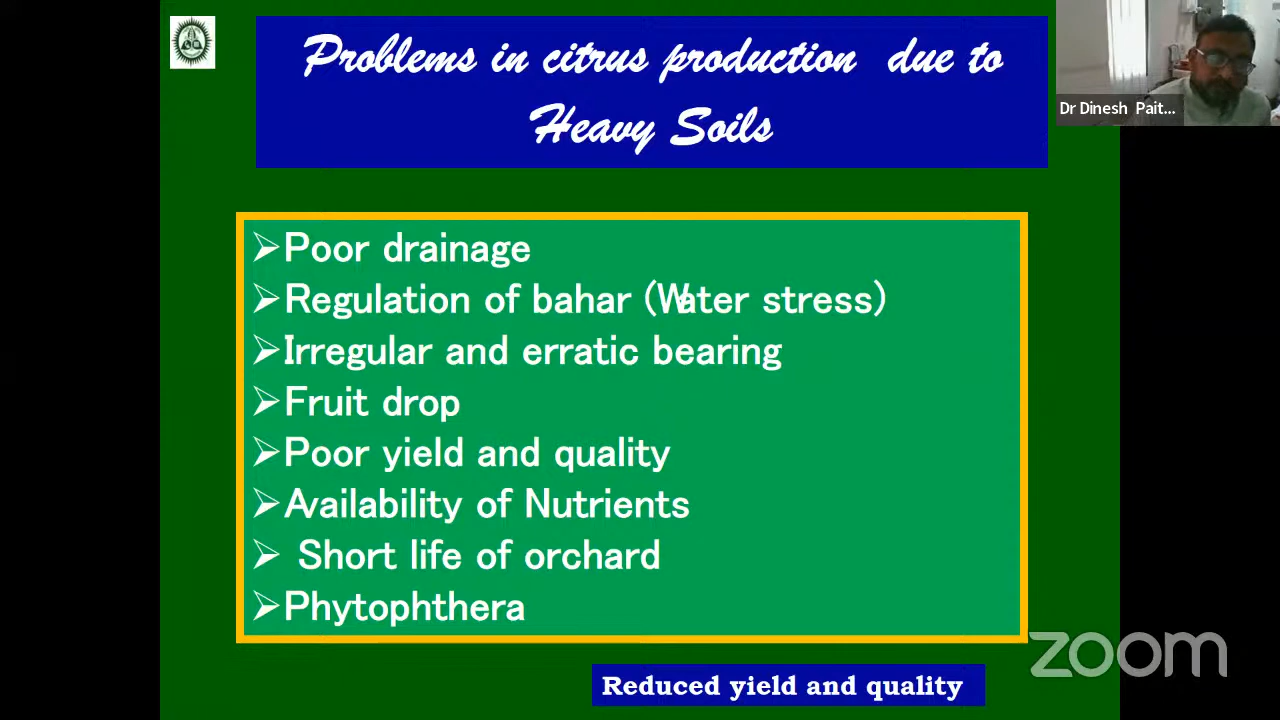 Problems in citrus production due to
Heavy Soils
Dr Dinesh Pait...
➢Poor drainage
➢Regulation of bahar (Water stress)
➢Irregular and erratic bearing
➢Fruit drop
➢Poor yield and quality
➢Availability of Nutrients
➢ Short life of orchard
➢Phytophthera
zoom
Reduced yield and quality